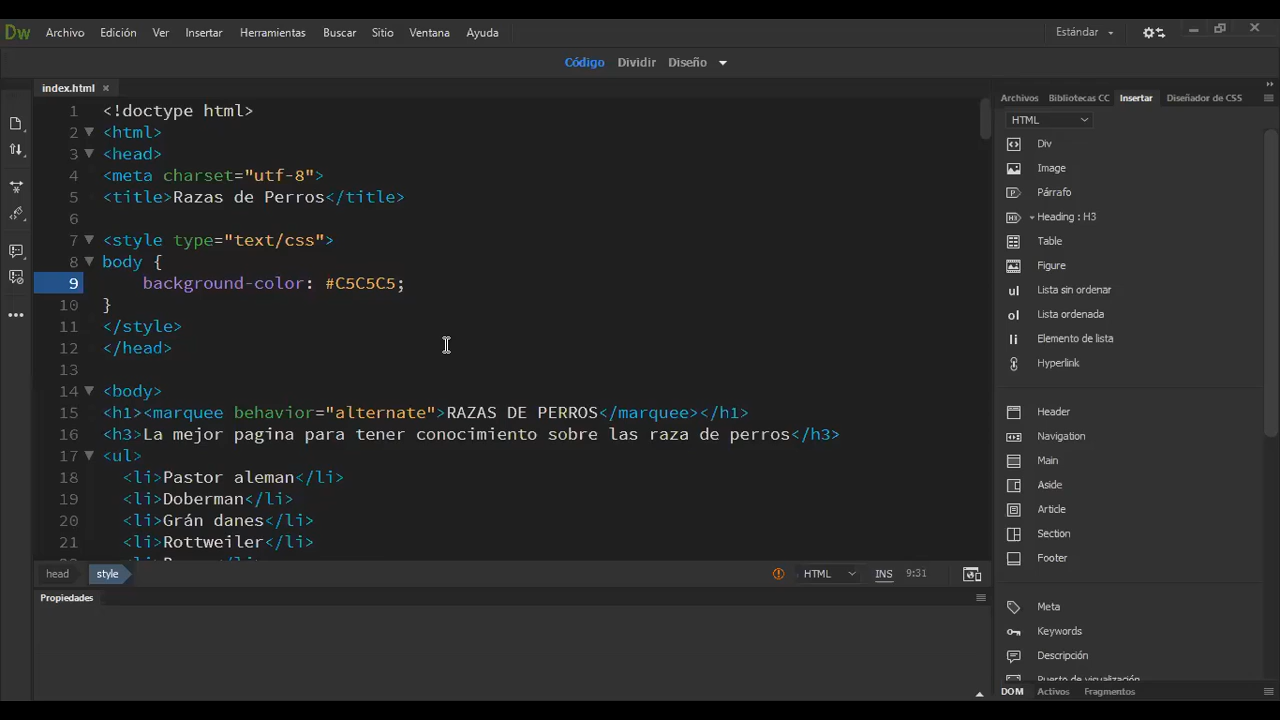 Dw Archivo Edición Ver Insertar Herramientas Buscar Sitio Ventana Ayuda Estándar
Código Dividir Diseño
index.html
1 <!doctype html>
2 <html>
3 <head>
4 <meta charset="utf-8">
5 <title>Razas de Perros</title>
6
7 <style type="text/css">
8 body {
9 background-color: #C5C5C5;
10 }
11 </style>
12 </head>
13
14 <body>
15 <h1><marquee behavior="alternate">RAZAS DE PERROS</marquee></h1>
16 <h3>La mejor pagina para tener conocimiento sobre las raza de perros</h3>
17 <ul>
18 <li>Pastor aleman</li>
19 <li>Doberman</li>
20 <li>Grán danes</li>
21 <li>Rottweiler</li>
head style HTML INS 9:31
Propiedades
Archivos Bibliotecas CC Insertar Diseñador de CSS
HTML
Div
Image
Párrafo
Heading : H3
Table
Figure
ul Lista sin ordenar
ol Lista ordenada
li Elemento de lista
Hyperlink
Header
Navigation
Main
Aside
Article
Section
Footer
Meta
Keywords
Descripción
Puerto de visualización
DOM Activos Fragmentos